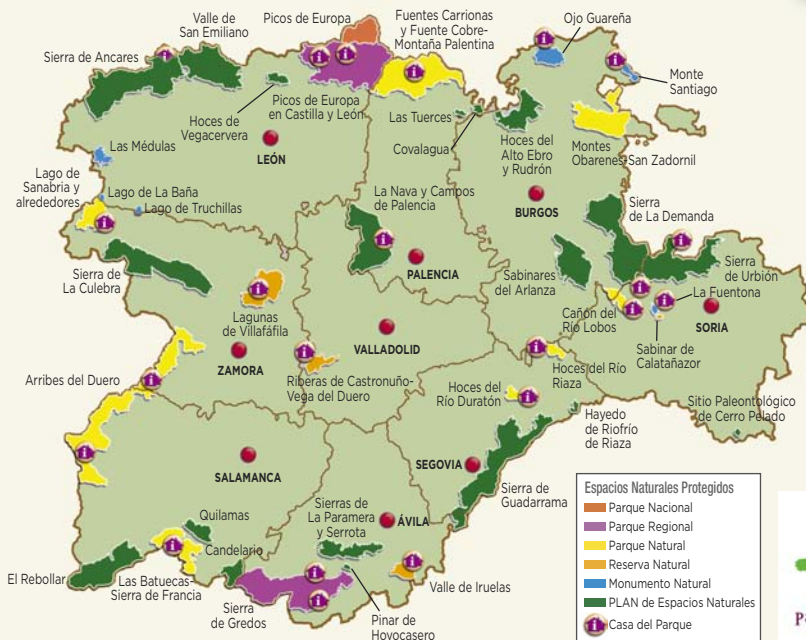 Valle de
San Emiliano
Picos de Europa
Fuentes Carrionas
y Fuente Cobre-
Montaña Palentina
Ojo Guareña
Sierra de Ancares
Monte
Santiago
Hoces de
Vegacervera
Picos de Europa
en Castilla y León
Las Tuerces
Covalagua
Hoces del
Alto Ebro
y Rudrón
Montes
Obarenes-San Zadornil
Las Médulas
LEÓN
Lago de
Sanabria y
alrededores
Lago de La Baña
Lago de Truchillas
La Nava y Campos
de Palencia
BURGOS
Sierra
de La Demanda
PALENCIA
Sierra de
La Culebra
Sabinares
del Arlanza
Sierra
de Urbión
La Fuentona
Lagunas
de Villafáfila
Cañón del
Río Lobos
SORIA
VALLADOLID
ZAMORA
Sabinar de
Calatañazor
Arribes del Duero
Riberas de Castronuño-
Vega del Duero
Hoces del Río
Riaza
Hoces del
Río Duratón
Sitio Paleontológico
de Cerro Pelado
Hayedo
de Riofrío
de Riaza
SALAMANCA
SEGOVIA
Sierra de
Guadarrama
Quilamas
Sierras de
La Paramera
y Serrota
ÁVILA
Candelario
El Rebollar
Las Batuecas-
Sierra de Francia
Sierra
de Gredos
Pinar de
Hoyocasero
Valle de Iruelas
Espacios Naturales Protegidos
Parque Nacional
Parque Regional
Parque Natural
Reserva Natural
Monumento Natural
PLAN de Espacios Naturales
Casa del Parque